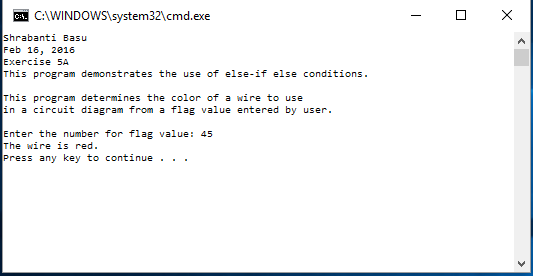 C:\WINDOWS\system32\cmd.exe
Shrabanti Basu
Feb 16, 2016
Exercise 5A
This program demonstrates the use of else-if else conditions.
This program determines the color of a wire to use
in a circuit diagram from a flag value entered by user.
Enter the number for flag value: 45
The wire is red.
Press any key to continue . . .